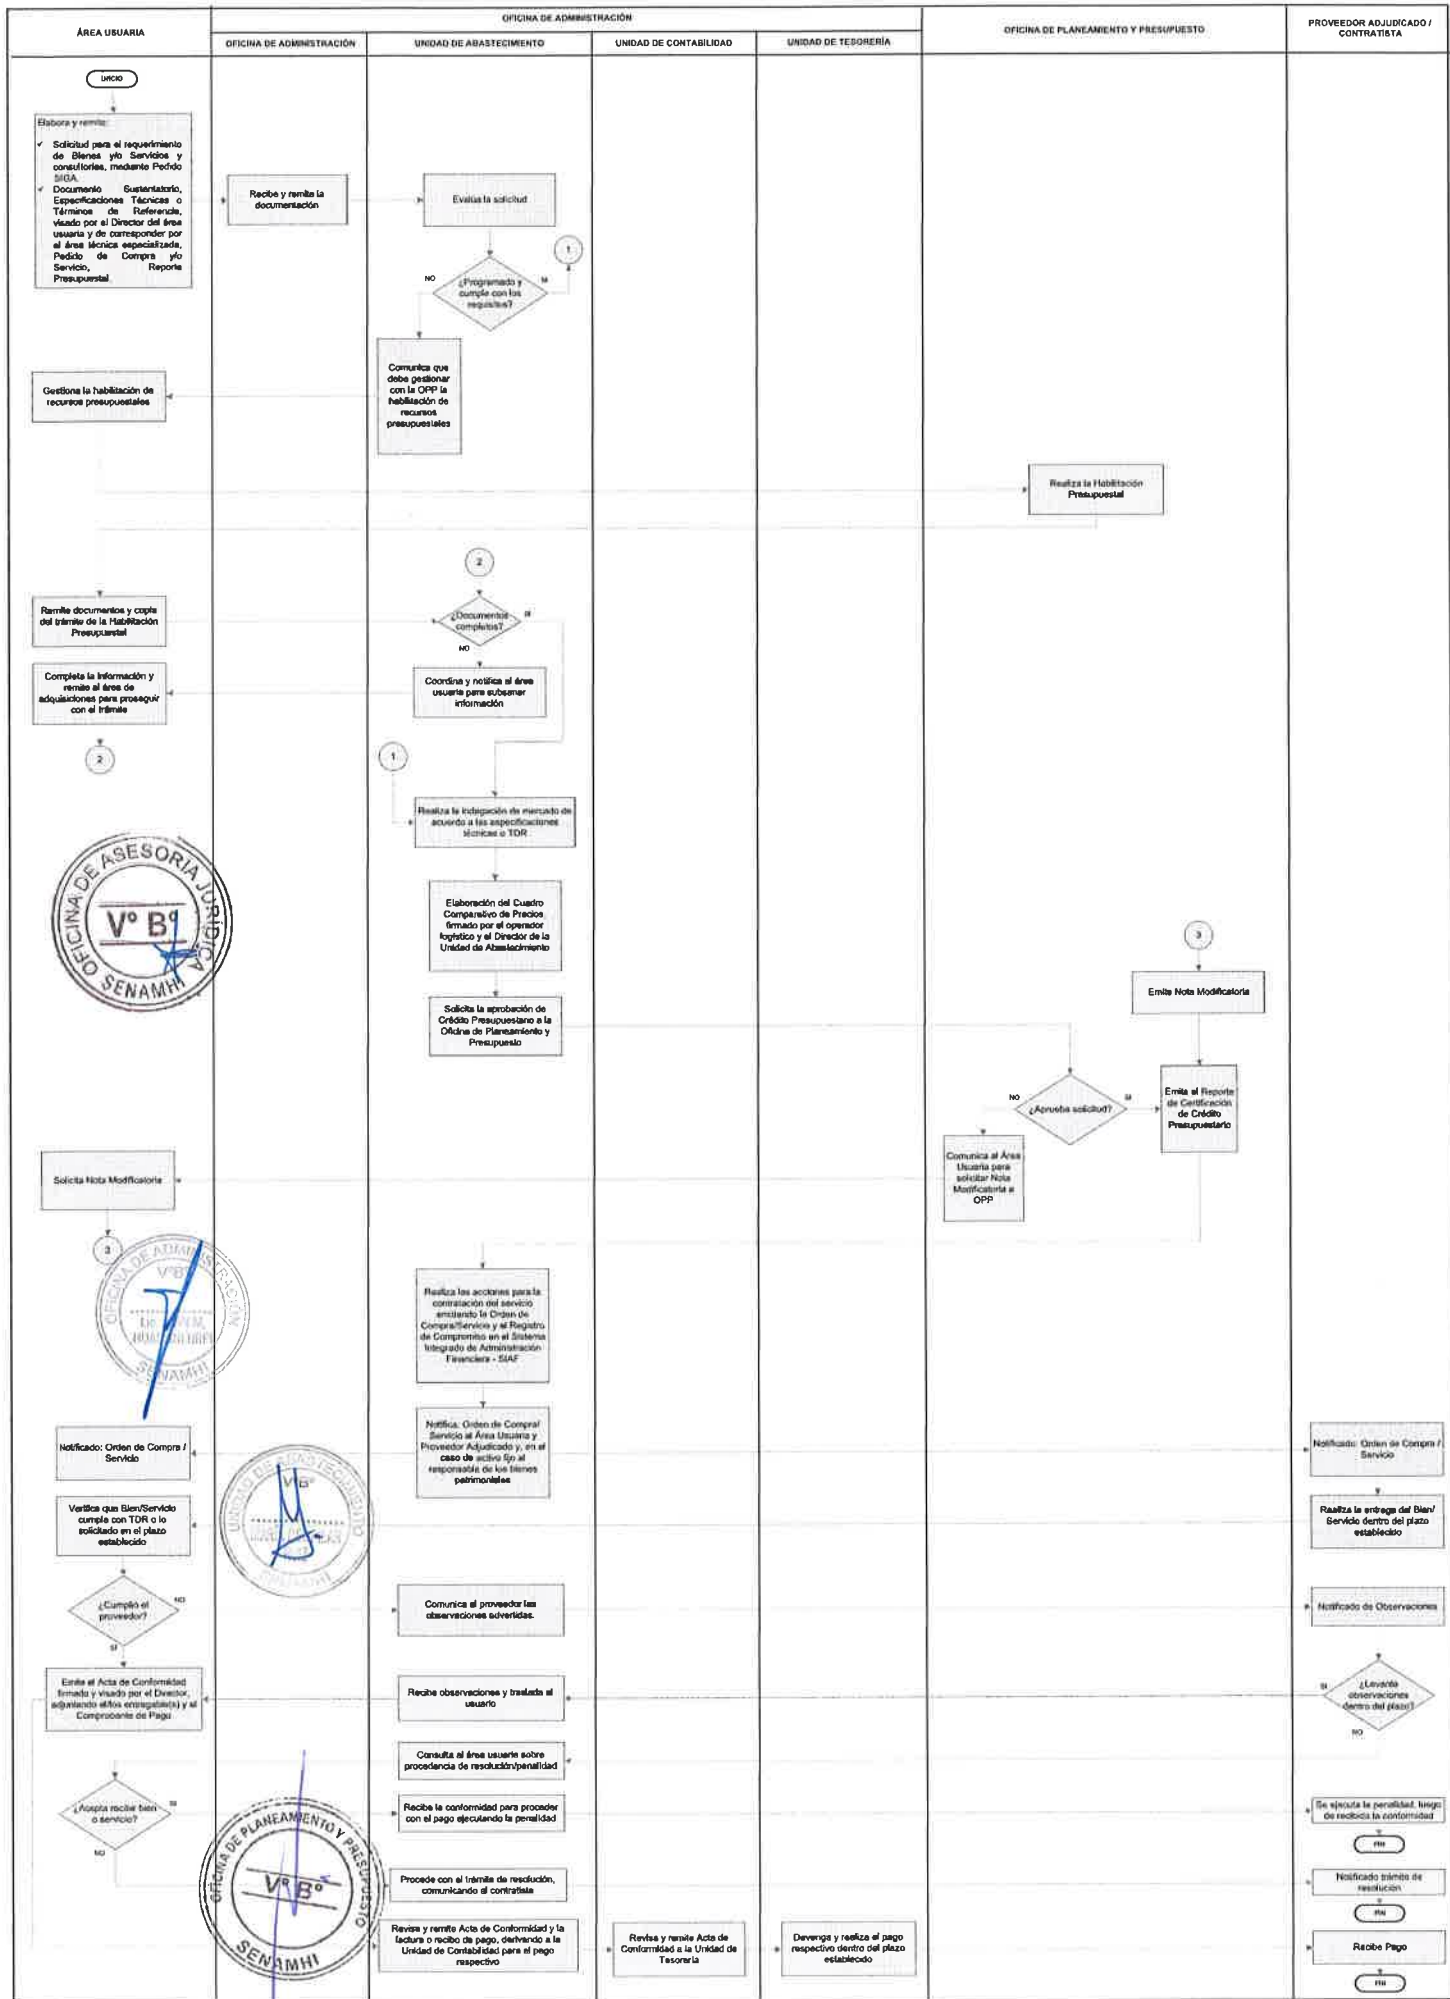 ÁREA USUARIA
OFICINA DE ADMINISTRACIÓN
OFICINA DE ADMINISTRACIÓN
UNIDAD DE ABASTECIMIENTO
UNIDAD DE CONTABILIDAD
UNIDAD DE TESORERÍA
OFICINA DE PLANEAMIENTO Y PRESUPUESTO
PROVEEDOR ADJUDICADO /
CONTRATISTA
INICIO
Elabora y remite:
✓ Solicitud para el requerimiento
de Bienes y/o Servicios y
consultorías, mediante Pedido
SIGA.
✓ Documento Sustentatorio,
Especificaciones Técnicas o
Términos de Referencia,
visado por el Director del área
usuaria y de corresponder por
el área técnica especializada,
Pedido de Compra y/o
Servicio, Reporte
Presupuestal.
Recibe y remite la
documentación
Evalúa la solicitud
1
NO
¿Programado y
cumple con los
requisitos?
SI
Comunica que
debe gestionar
con la OPP la
habilitación de
recursos
presupuestales
Gestiona la habilitación de
recursos presupuestales
Realiza la Habilitación
Presupuestal
2
Remite documentos y copia
del trámite de la Habilitación
Presupuestal
¿Documentos
completos?
SI
NO
Coordina y notifica al área
usuaria para subsanar
información
Completa la información y
remite al área de
adquisiciones para proseguir
con el trámite
2
1
Realiza la indagación de mercado de
acuerdo a las especificaciones
técnicas o TDR
OFICINA DE ASESORIA JURÍDICA
Vº Bº
SENAMHI
Elaboración del Cuadro
Comparativo de Precios
firmado por el operador
logístico y el Director de la
Unidad de Abastecimiento
3
Emite Nota Modificatoria
Solicita la aprobación de
Crédito Presupuestario a la
Oficina de Planeamiento y
Presupuesto
NO
¿Aprueba solicitud?
SI
Emite el Reporte
de Certificación
de Crédito
Presupuestario
Comunica al Área
Usuaria para
solicitar Nota
Modificatoria a
OPP
Solicita Nota Modificatoria
3
OFICINA DE ADMINISTRACIÓN
VºBº
SENAMHI
Realiza las acciones para la
contratación del servicio
emitiendo la Orden de
Compra/Servicio y el Registro
de Compromiso en el Sistema
Integrado de Administración
Financiera - SIAF
Notifica: Orden de Compra/
Servicio al Área Usuaria y
Proveedor Adjudicado y, en el
caso de activo fijo al
responsable de los bienes
patrimoniales
Notificado: Orden de Compra /
Servicio
Notificado: Orden de Compra /
Servicio
UNIDAD DE ABASTECIMIENTO
VºBº
SENAMHI
Verifica que Bien/Servicio
cumple con TDR o lo
solicitado en el plazo
establecido
Realiza la entrega del Bien/
Servicio dentro del plazo
establecido
¿Cumplió el
proveedor?
NO
SI
Comunica al proveedor las
observaciones advertidas.
Notificado de Observaciones
Emite el Acta de Conformidad
firmado y visado por el Director,
adjuntando el/los entregable(s) y el
Comprobante de Pago
Recibe observaciones y traslada al
usuario
SI
¿Levanta
observaciones
dentro del plazo?
NO
Consulta al área usuaria sobre
procedencia de resolución/penalidad
¿Acepta recibir bien
o servicio?
SI
NO
Recibe la conformidad para proceder
con el pago ejecutando la penalidad
Se ejecuta la penalidad, luego
de recibida la conformidad
FIN
OFICINA DE PLANEAMIENTO Y PRESUPUESTO
Vº Bº
SENAMHI
Procede con el trámite de resolución,
comunicando al contratista
Notificado trámite de
resolución
FIN
Revisa y remite Acta de Conformidad y la
factura o recibo de pago, derivando a la
Unidad de Contabilidad para el pago
respectivo
Revisa y remite Acta de
Conformidad a la Unidad de
Tesorería
Devenga y realiza el pago
respectivo dentro del plazo
establecido
Recibe Pago
FIN